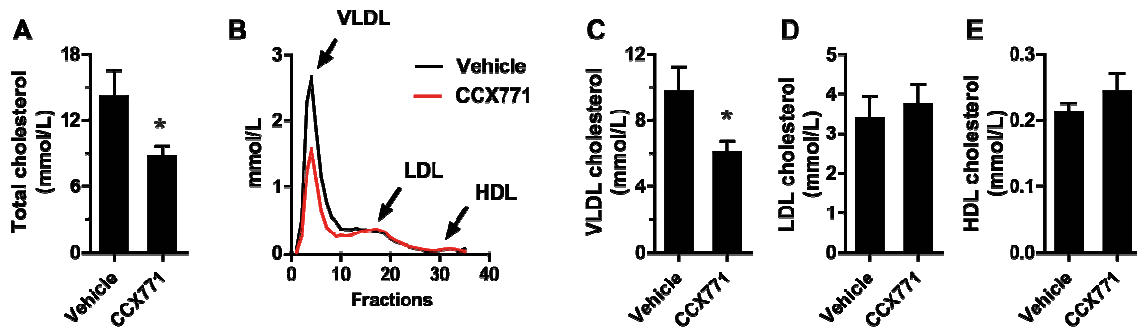 A
Total cholesterol
(mmol/L)
18
12
6
0
Vehicle
CCX771
*
B
mmol/L
3
2
1
0
0
10
20
30
40
Fractions
VLDL
LDL
HDL
Vehicle
CCX771
C
VLDL cholesterol
(mmol/L)
12
8
4
0
Vehicle
CCX771
*
D
LDL cholesterol
(mmol/L)
5
4
3
2
1
0
Vehicle
CCX771
E
HDL cholesterol
(mmol/L)
0.3
0.2
0.1
0.0
Vehicle
CCX771